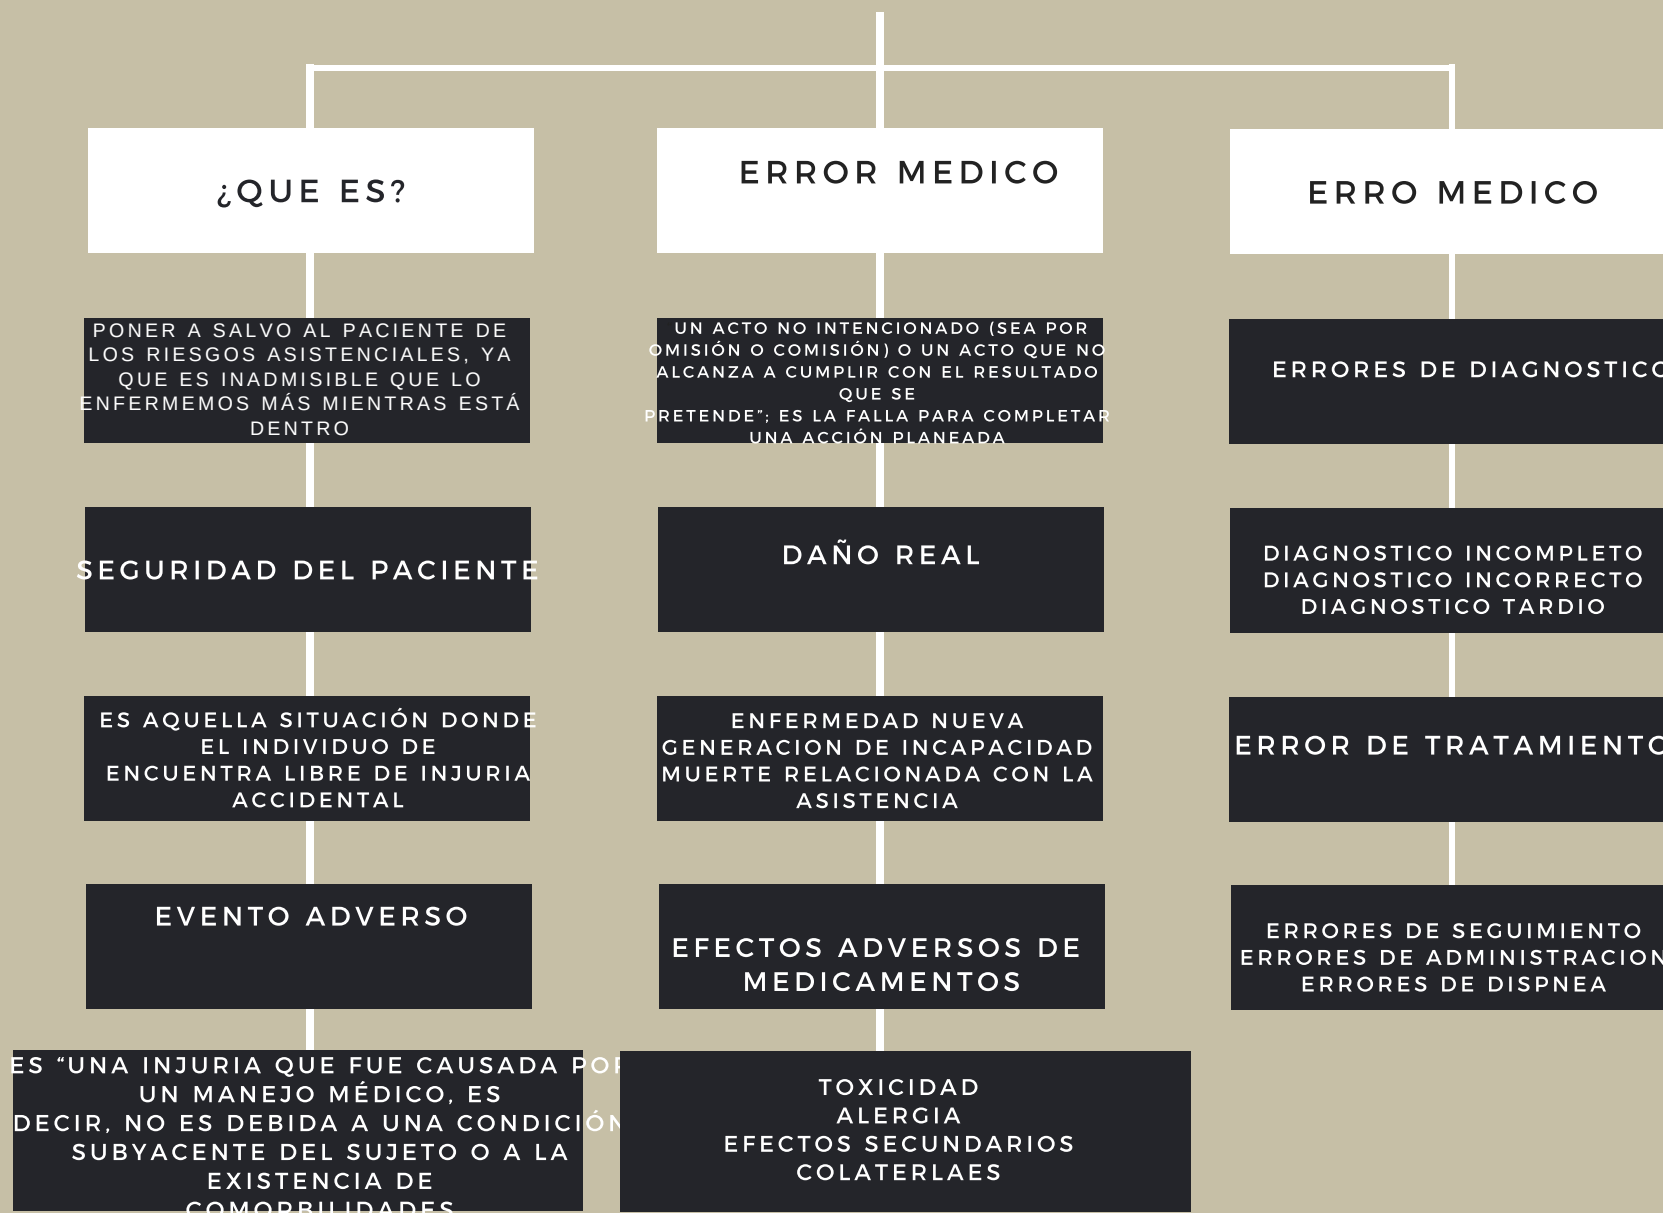 ¿QUE ES?
PONER A SALVO AL PACIENTE DE
LOS RIESGOS ASISTENCIALES, YA
QUE ES INADMISIBLE QUE LO
ENFERMEMOS MÁS MIENTRAS ESTÁ
DENTRO
SEGURIDAD DEL PACIENTE
ES AQUELLA SITUACIÓN DONDE
EL INDIVIDUO DE
ENCUENTRA LIBRE DE INJURIA
ACCIDENTAL
EVENTO ADVERSO
ES “UNA INJURIA QUE FUE CAUSADA POR
UN MANEJO MÉDICO, ES
DECIR, NO ES DEBIDA A UNA CONDICIÓN
SUBYACENTE DEL SUJETO O A LA
EXISTENCIA DE
COMORBILIDADES
ERROR MEDICO
UN ACTO NO INTENCIONADO (SEA POR
OMISIÓN O COMISIÓN) O UN ACTO QUE NO
ALCANZA A CUMPLIR CON EL RESULTADO
QUE SE
PRETENDE”; ES LA FALLA PARA COMPLETAR
UNA ACCIÓN PLANEADA
DAÑO REAL
ENFERMEDAD NUEVA
GENERACION DE INCAPACIDAD
MUERTE RELACIONADA CON LA
ASISTENCIA
EFECTOS ADVERSOS DE
MEDICAMENTOS
TOXICIDAD
ALERGIA
EFECTOS SECUNDARIOS
COLATERLAES
ERRO MEDICO
ERRORES DE DIAGNOSTICO
DIAGNOSTICO INCOMPLETO
DIAGNOSTICO INCORRECTO
DIAGNOSTICO TARDIO
ERROR DE TRATAMIENTO
ERRORES DE SEGUIMIENTO
ERRORES DE ADMINISTRACION
ERRORES DE DISPNEA